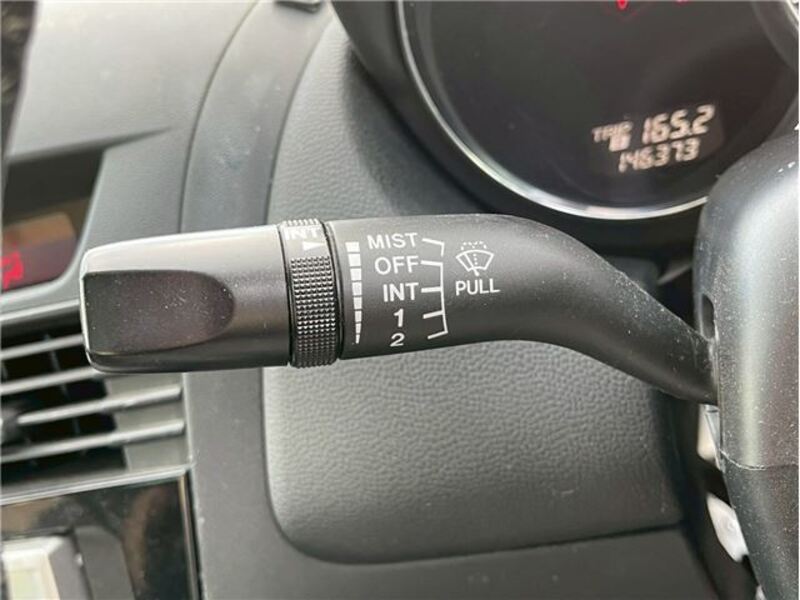 TRIP 165.2
146373
INT
MIST
OFF
INT
1
2
PULL